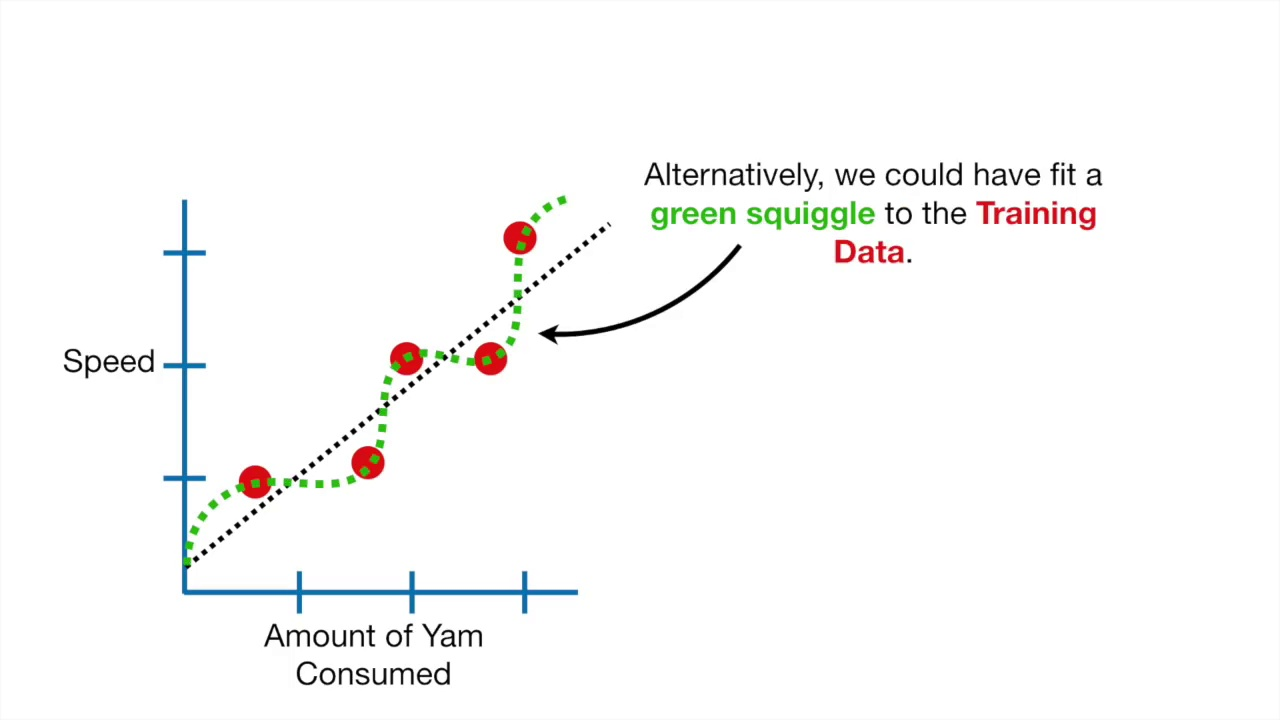 Alternatively, we could have fit a
green squiggle to the Training
Data.
Speed
Amount of Yam
Consumed